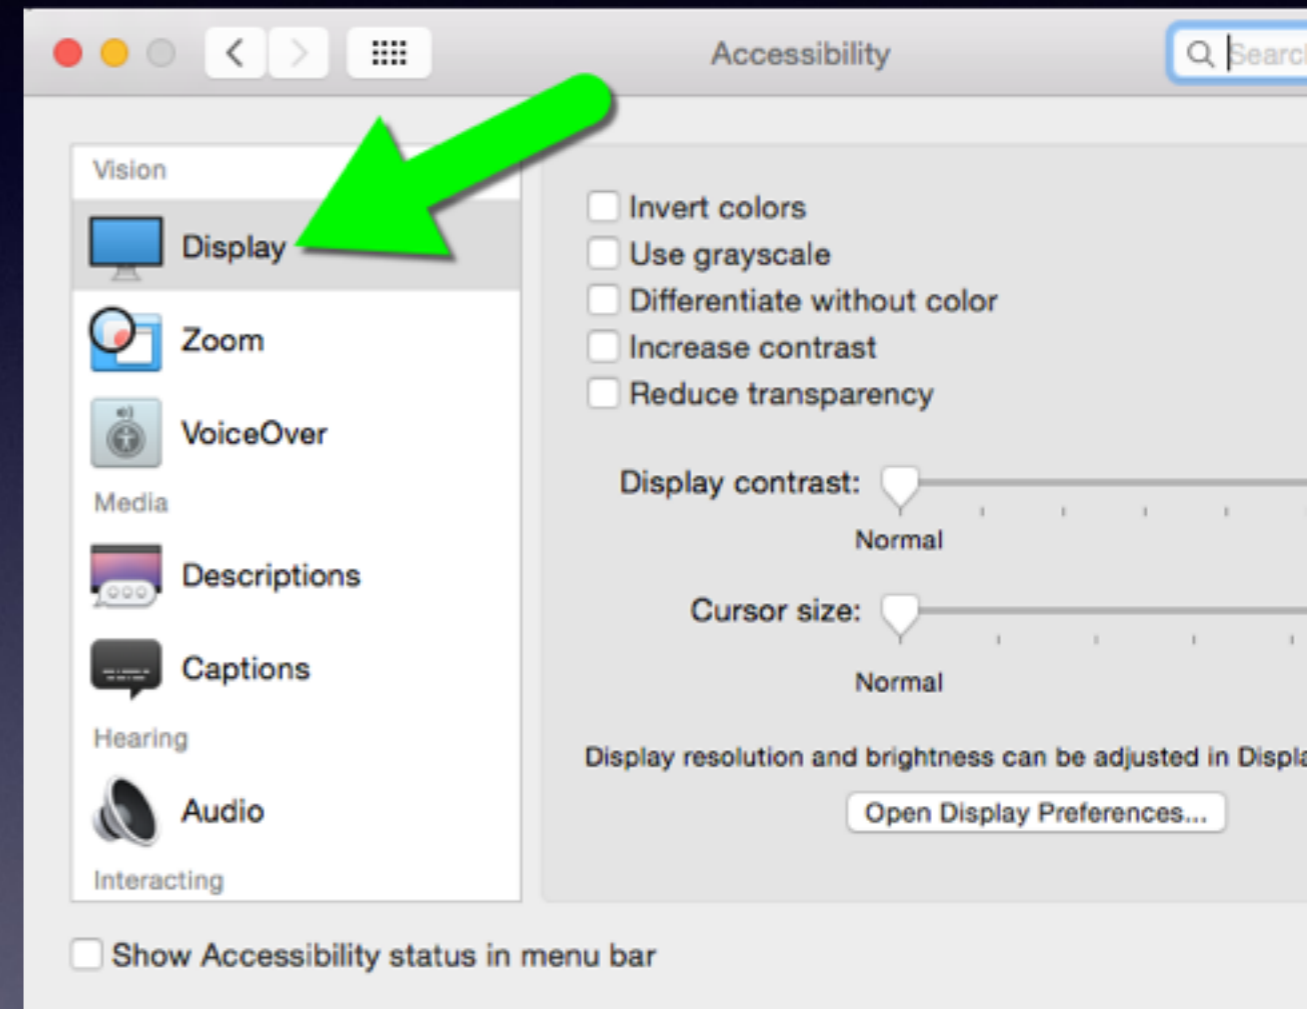 Accessibility
Search
Vision
Display
Zoom
VoiceOver
Media
Descriptions
Captions
Hearing
Audio
Interacting
Invert colors
Use grayscale
Differentiate without color
Increase contrast
Reduce transparency
Display contrast:
Normal
Cursor size:
Normal
Display resolution and brightness can be adjusted in
Open Display Preferences...
Show Accessibility status in menu bar